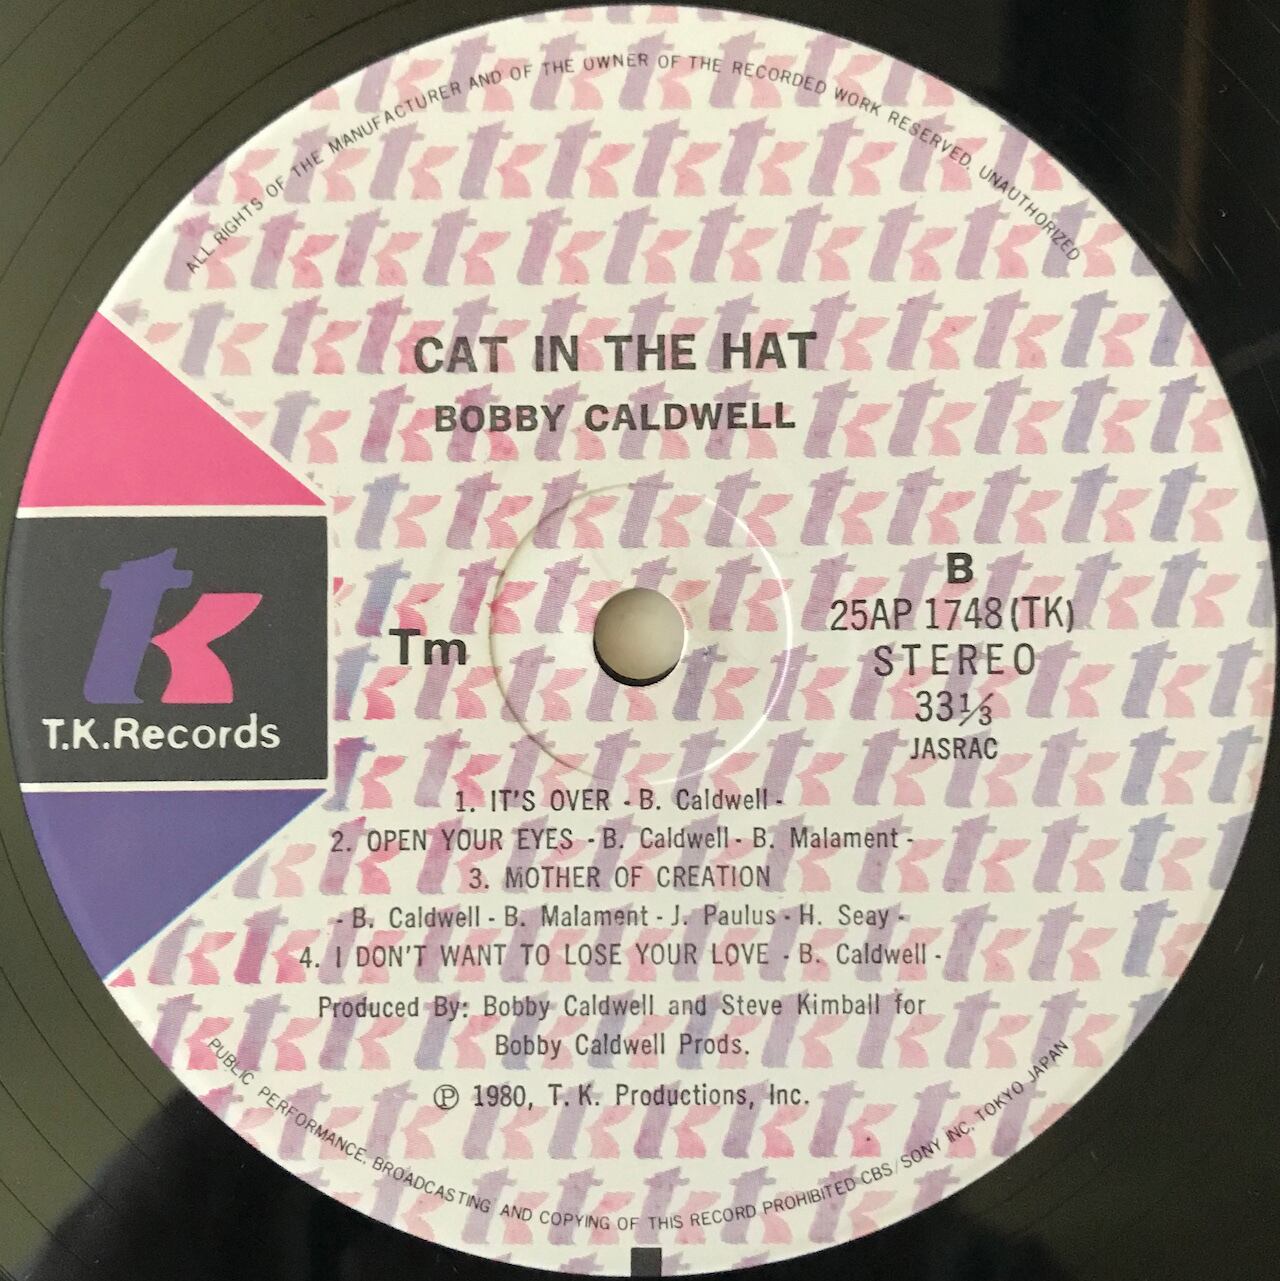 ALL RIGHTS OF THE MANUFACTURER AND OF THE OWNER OF THE RECORDED WORK RESERVED. UNAUTHORIZED
CAT IN THE HAT
BOBBY CALDWELL
tk
T.K.Records
Tm
B
25AP 1748(TK)
STEREO
33⅓
JASRAC
1. IT'S OVER - B. Caldwell -
2. OPEN YOUR EYES - B. Caldwell - B. Malament -
3. MOTHER OF CREATION
- B. Caldwell - B. Malament - J. Paulus - H. Seay -
4. I DON'T WANT TO LOSE YOUR LOVE - B. Caldwell -
Produced By: Bobby Caldwell and Steve Kimball for
Bobby Caldwell Prods.
℗ 1980, T. K. Productions, Inc.
PUBLIC PERFORMANCE, BROADCASTING AND COPYING OF THIS RECORD PROHIBITED CBS/SONY INC. TOKYO JAPAN